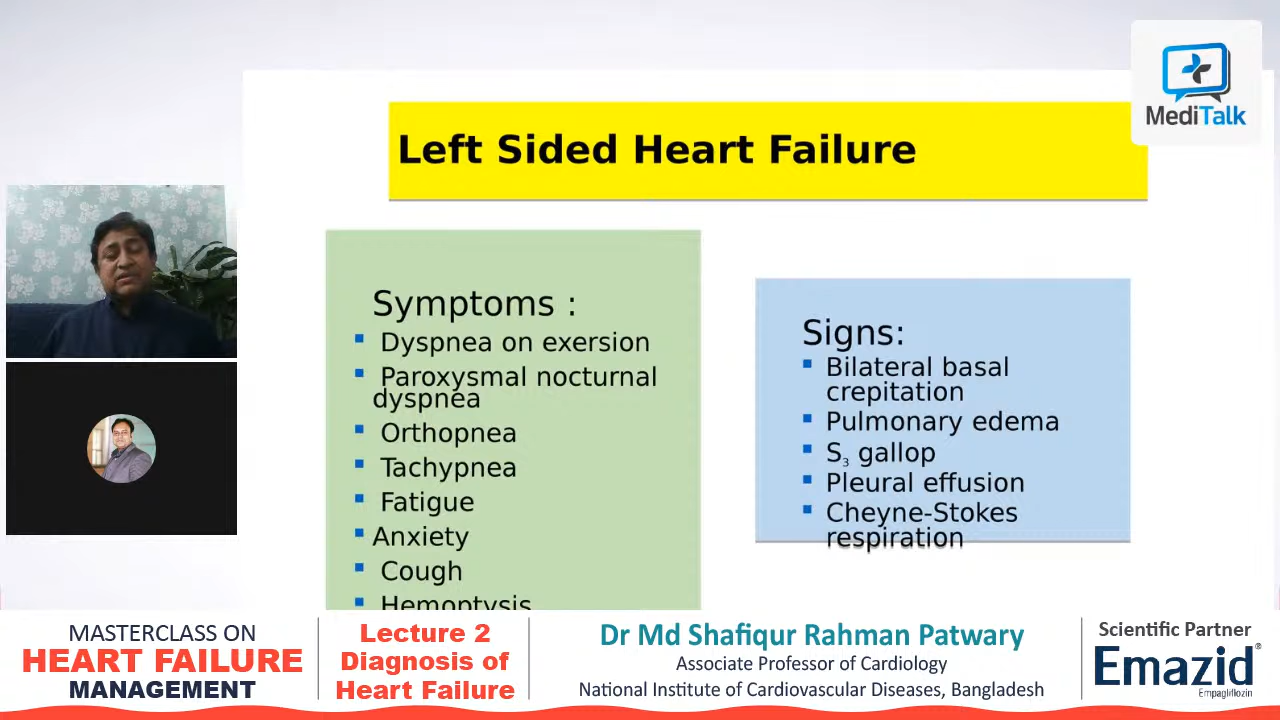 MediTalk
Left Sided Heart Failure
Symptoms :
Dyspnea on exersion
Paroxysmal nocturnal
dyspnea
Orthopnea
Tachypnea
Fatigue
Anxiety
Cough
Hemoptysis
Signs:
Bilateral basal
crepitation
Pulmonary edema
S₃ gallop
Pleural effusion
Cheyne-Stokes
respiration
MASTERCLASS ON
HEART FAILURE
MANAGEMENT
Lecture 2
Diagnosis of
Heart Failure
Dr Md Shafiqur Rahman Patwary
Associate Professor of Cardiology
National Institute of Cardiovascular Diseases, Bangladesh
Scientific Partner
Emazid®
Empagliflozin